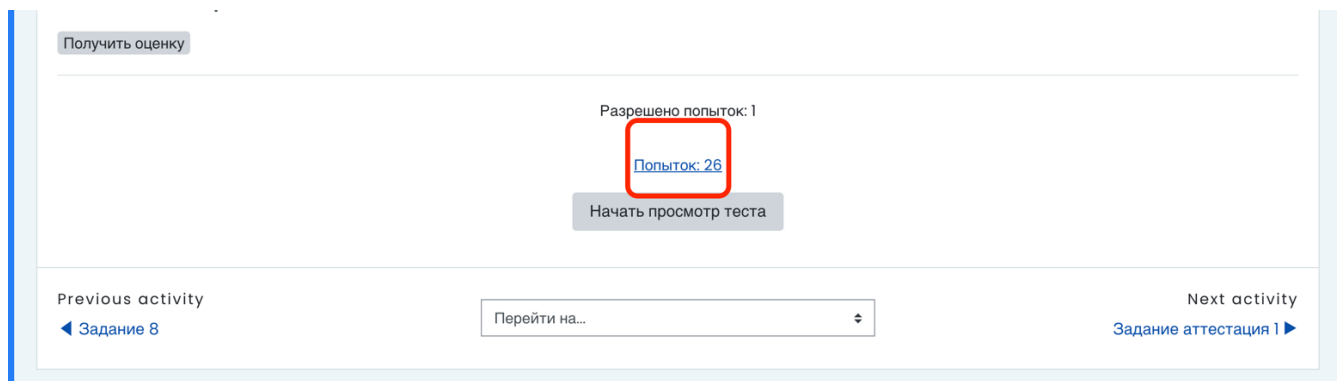 Получить оценку
Разрешено попыток: 1
Попыток: 26
Начать просмотр теста
Previous activity
Next activity
◀ Задание 8
Перейти на...
Задание аттестация 1 ▶